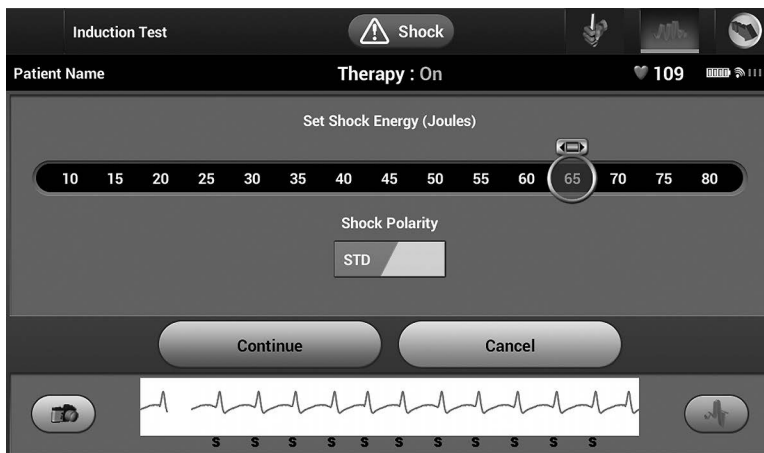 Induction Test
Shock
Patient Name
Therapy : On
109
Set Shock Energy (Joules)
10 15 20 25 30 35 40 45 50 55 60 65 70 75 80
Shock Polarity
STD
Continue
Cancel
S S S S S S S S S S S